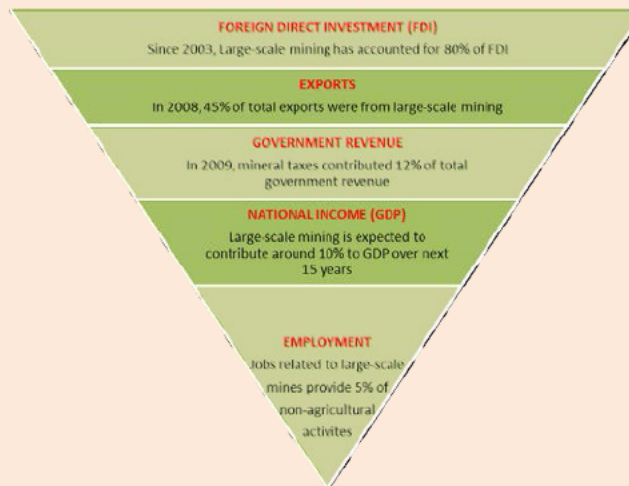 FOREIGN DIRECT INVESTMENT (FDI)
Since 2003, Large-scale mining has accounted for 80% of FDI
EXPORTS
In 2008, 45% of total exports were from large-scale mining
GOVERNMENT REVENUE
In 2009, mineral taxes contributed 12% of total
government revenue
NATIONAL INCOME (GDP)
Large-scale mining is expected to
contribute around 10% to GDP over next
15 years
EMPLOYMENT
Jobs related to large-scale
mines provide 5% of
non-agricultural
activites